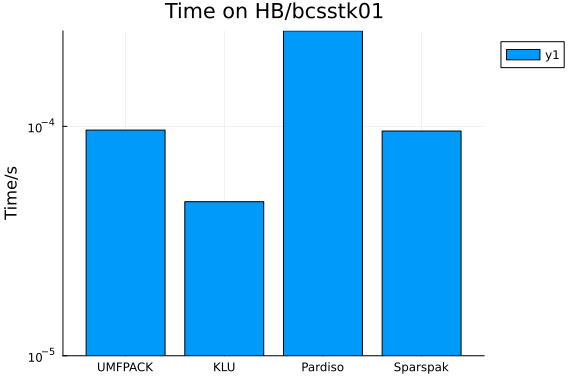 Time on HB/bcsstk01
y1
Time/s
10⁻⁴
10⁻⁵
UMFPACK KLU Pardiso Sparspak